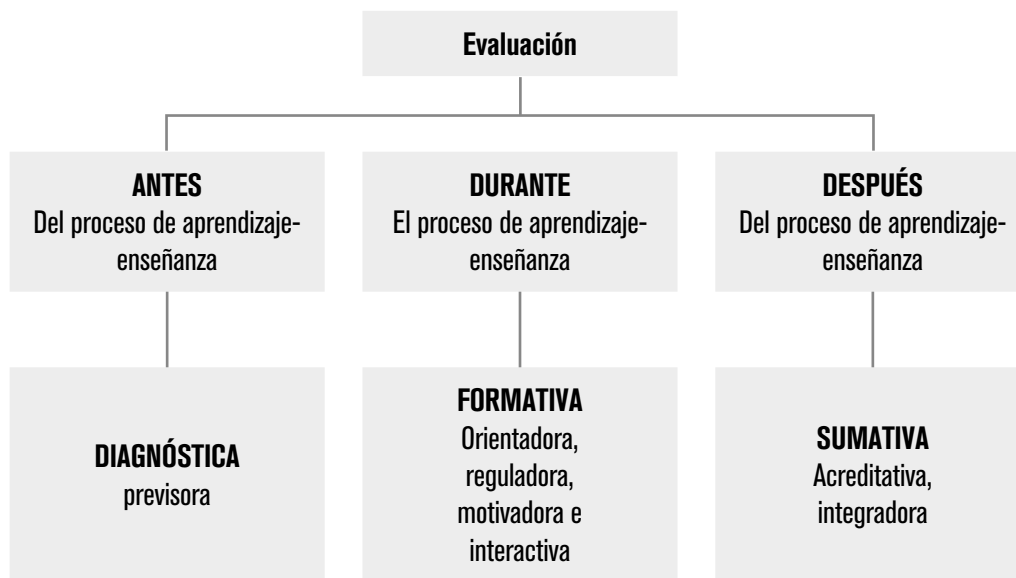 Evaluación
ANTES
Del proceso de aprendizaje-
enseñanza
DURANTE
El proceso de aprendizaje-
enseñanza
DESPUÉS
Del proceso de aprendizaje-
enseñanza
DIAGNÓSTICA
previsora
FORMATIVA
Orientadora,
reguladora,
motivadora e
interactiva
SUMATIVA
Acreditativa,
integradora